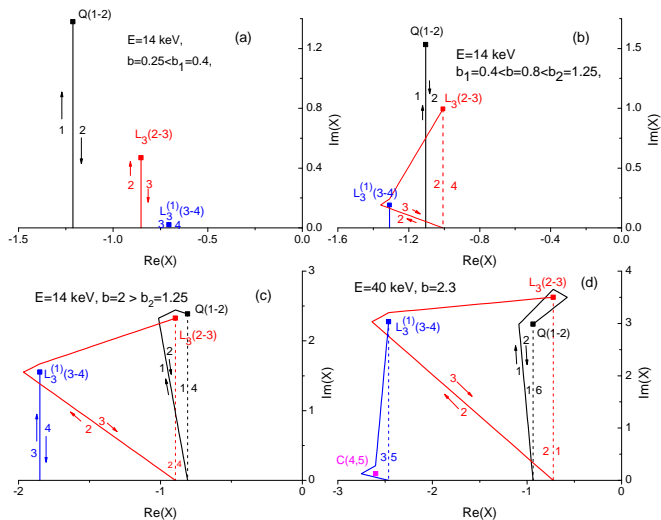 Q(1-2)
(a)
E=14 keV,
b=0.25<b₁=0.4,
L₃(2-3)
1
2
2
3
L₃⁽¹⁾(3-4)
3
4
-1.5
-1.0
-0.5
0.0
0.0
0.4
0.8
1.2
Re(X)
Im(X)
Q(1-2)
(b)
E=14 keV
b₁=0.4<b=0.8<b₂=1.25,
1
2
L₃(2-3)
L₃⁽¹⁾(3-4)
3
2
2
4
-1.6
-1.2
-0.8
-0.4
0.0
0.0
0.5
1.0
1.5
Re(X)
Im(X)
(c)
E=14 keV, b=2 > b₂=1.25
Q(1-2)
L₃(2-3)
L₃⁽¹⁾(3-4)
2
1
1
4
3
4
3
2
2
4
-2
-1
0
0
1
2
3
Re(X)
Im(X)
E=40 keV, b=2.3
(d)
L₃(2-3)
L₃⁽¹⁾(3-4)
Q(1-2)
2
1
3
2
1
6
C(4,5)
3
5
2
1
-3
-2
-1
0
0
1
2
3
4
Re(X)
Im(X)